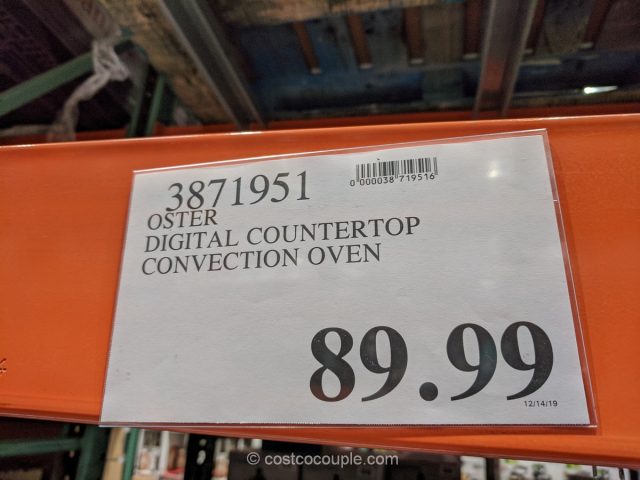 3871951
0 000038 719516
OSTER
DIGITAL COUNTERTOP
CONVECTION OVEN
89.99
12/14/19
© costcocouple.com